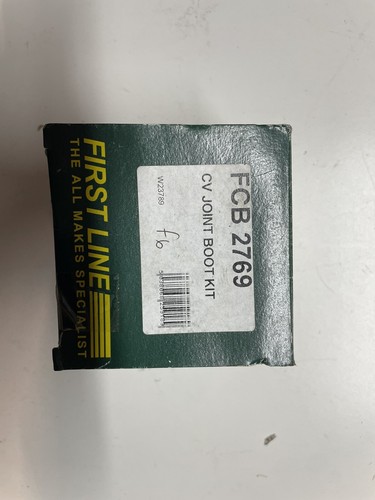 FIRST LINE
THE ALL MAKES SPECIALIST
FCB 2769
CV JOINT BOOT KIT
W23789
f6